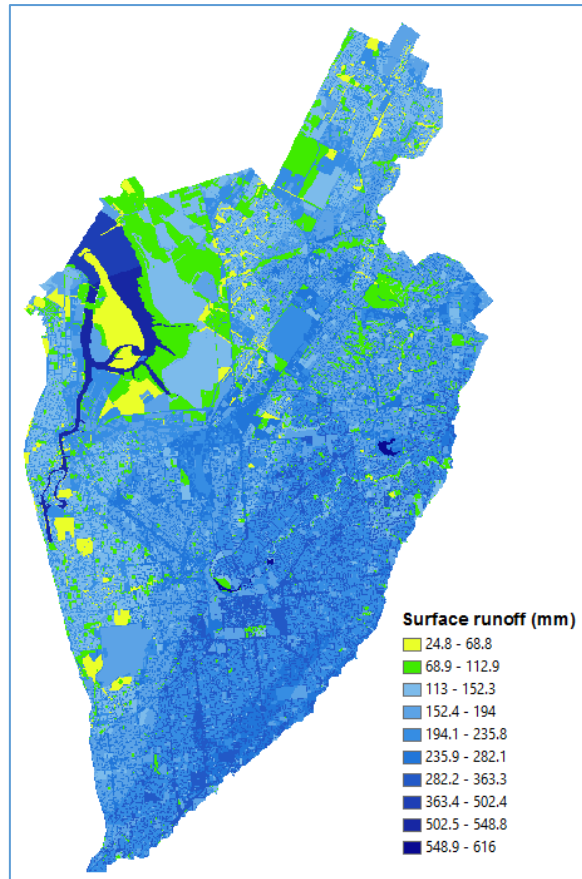 Surface runoff (mm)
24.8 - 68.8
68.9 - 112.9
113 - 152.3
152.4 - 194
194.1 - 235.8
235.9 - 282.1
282.2 - 363.3
363.4 - 502.4
502.5 - 548.8
548.9 - 616